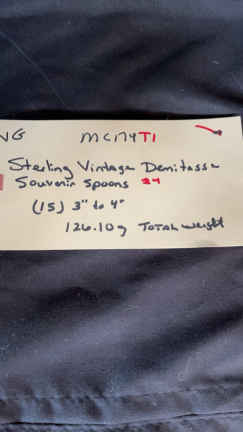 NG MC174T1
Sterling Vintage Demitasse
Souvenir Spoons 24
(15) 3" to 4"
126.10g TOTAL weight